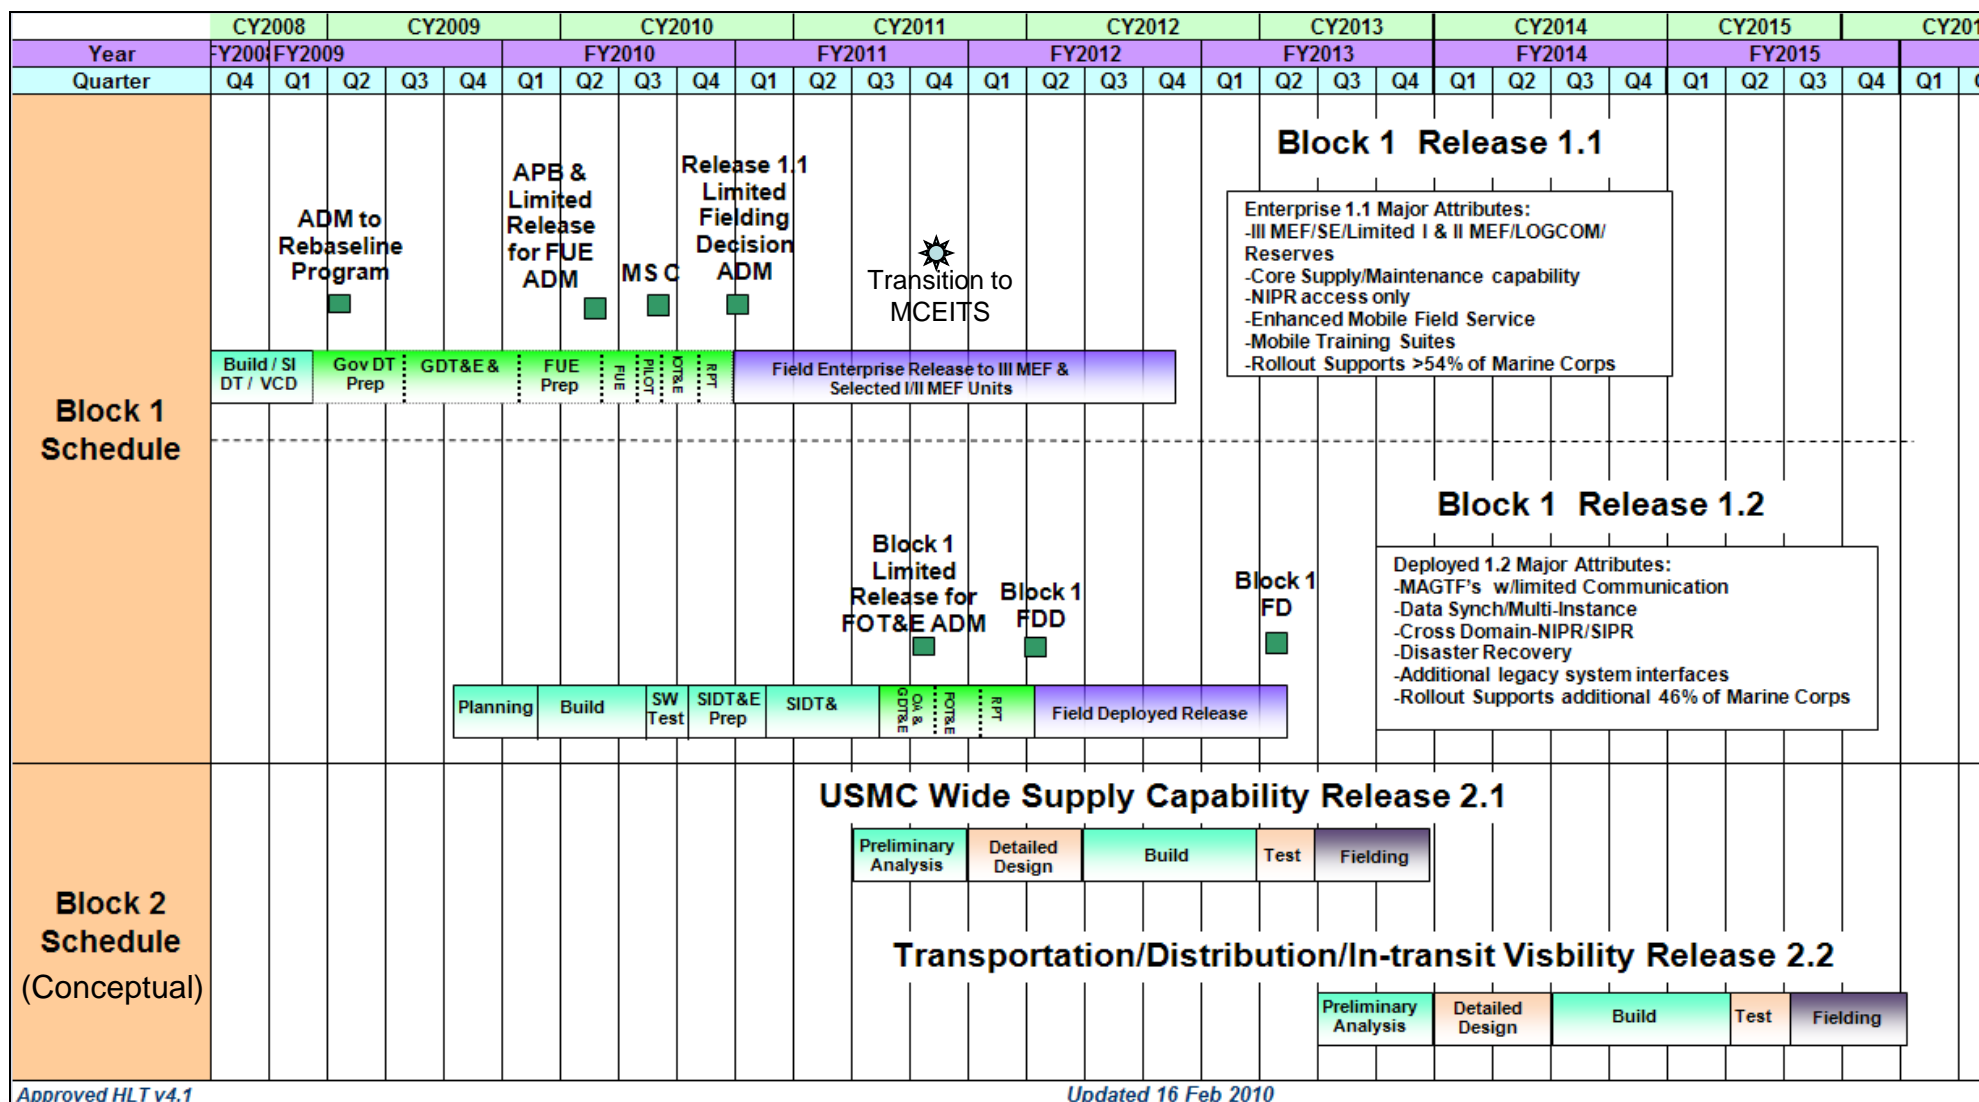 CY2008 CY2009 CY2010 CY2011 CY2012 CY2013 CY2014 CY2015 CY201
Year FY2008 FY2009 FY2010 FY2011 FY2012 FY2013 FY2014 FY2015
Quarter Q4 Q1 Q2 Q3 Q4 Q1 Q2 Q3 Q4 Q1 Q2 Q3 Q4 Q1 Q2 Q3 Q4 Q1 Q2 Q3 Q4 Q1 Q2 Q3 Q4 Q1 Q2 Q3 Q4 Q1
Block 1
Schedule
ADM to
Rebaseline
Program
APB &
Limited
Release
for FUE
ADM
MS C
Release 1.1
Limited
Fielding
Decision
ADM
Transition to
MCEITS
Block 1 Release 1.1
Enterprise 1.1 Major Attributes:
-III MEF/SE/Limited I & II MEF/LOGCOM/
Reserves
-Core Supply/Maintenance capability
-NIPR access only
-Enhanced Mobile Field Service
-Mobile Training Suites
-Rollout Supports >54% of Marine Corps
Build / SI
DT / VCD
Gov DT
Prep
GDT&E &
FUE
Prep
FUE
PILOT
IOT&E
RPT
Field Enterprise Release to III MEF &
Selected I/II MEF Units
Block 1 Release 1.2
Deployed 1.2 Major Attributes:
-MAGTF's w/limited Communication
-Data Synch/Multi-Instance
-Cross Domain-NIPR/SIPR
-Disaster Recovery
-Additional legacy system interfaces
-Rollout Supports additional 46% of Marine Corps
Block 1
Limited
Release for
FOT&E ADM
Block 1
FDD
Block 1
FD
Planning
Build
SW
Test
SIDT&E
Prep
SIDT&
OA &
GDT&E
FOT&E
RPT
Field Deployed Release
Block 2
Schedule
(Conceptual)
USMC Wide Supply Capability Release 2.1
Preliminary
Analysis
Detailed
Design
Build
Test
Fielding
Transportation/Distribution/In-transit Visbility Release 2.2
Preliminary
Analysis
Detailed
Design
Build
Test
Fielding
Approved HLT v4.1
Updated 16 Feb 2010